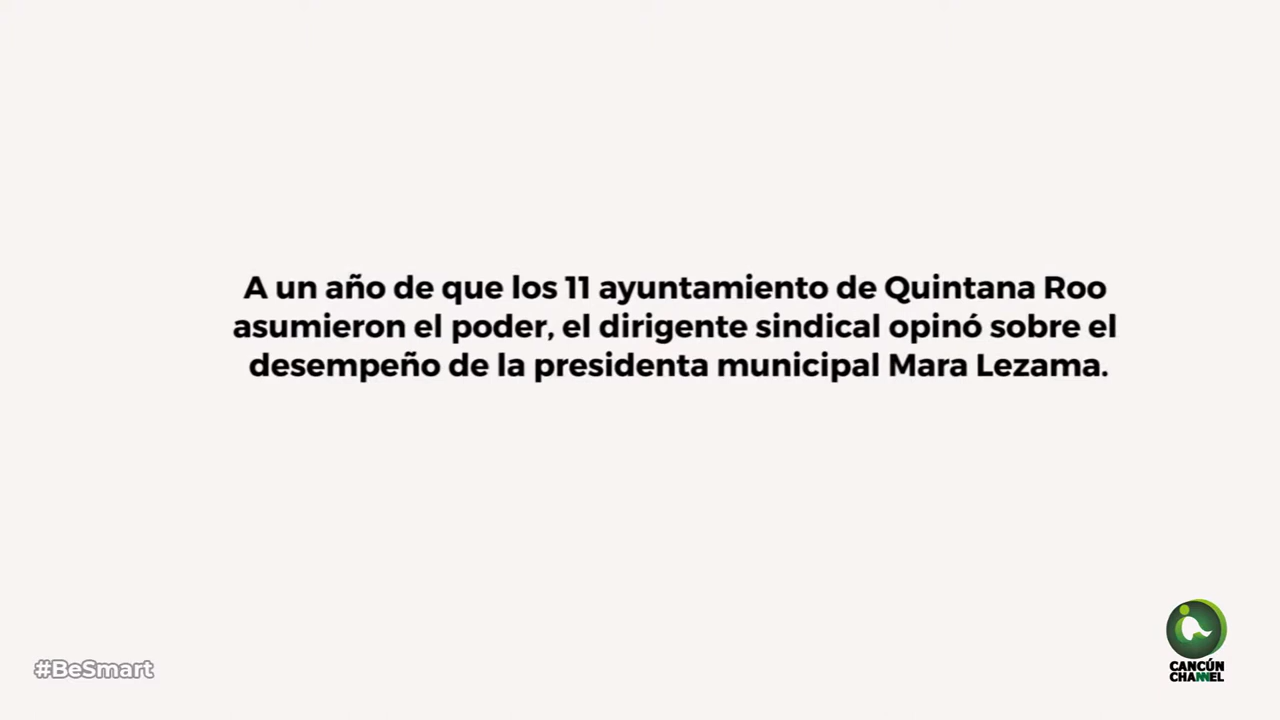 A un año de que los 11 ayuntamiento de Quintana Roo
asumieron el poder, el dirigente sindical opinó sobre el
desempeño de la presidenta municipal Mara Lezama.
#BeSmart
CANCÚN
CHANNEL